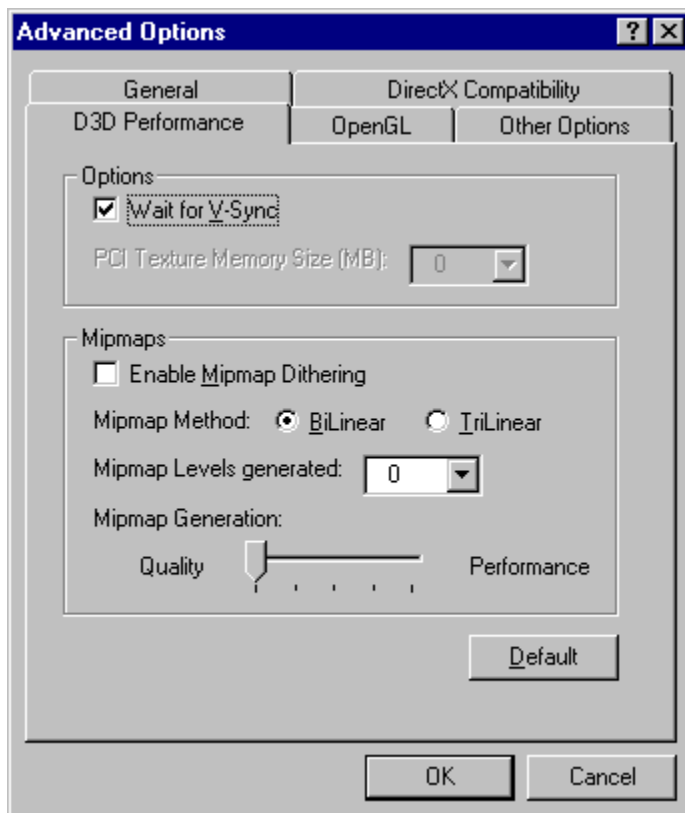 Advanced Options
General DirectX Compatibility
D3D Performance OpenGL Other Options
Options
Wait for V-Sync
PCI Texture Memory Size (MB): 0
Mipmaps
Enable Mipmap Dithering
Mipmap Method: BiLinear TriLinear
Mipmap Levels generated: 0
Mipmap Generation:
Quality Performance
Default
OK Cancel